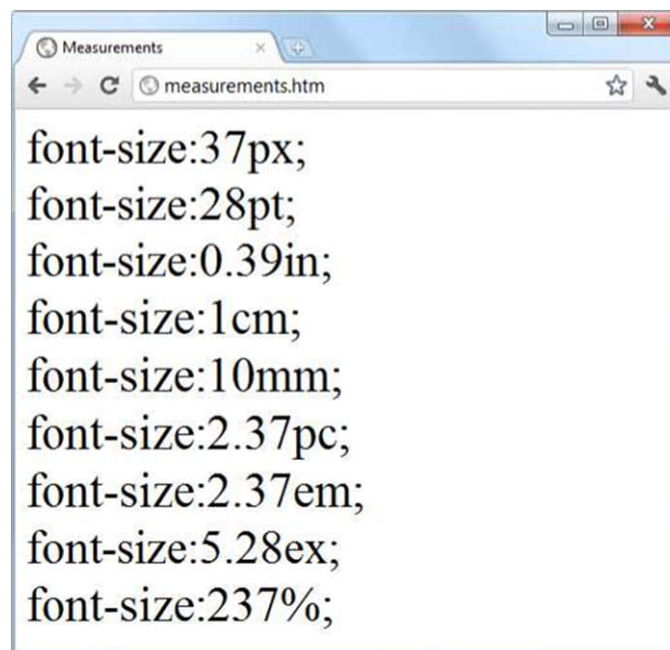 Measurements
measurements.htm
font-size:37px;
font-size:28pt;
font-size:0.39in;
font-size:1cm;
font-size:10mm;
font-size:2.37pc;
font-size:2.37em;
font-size:5.28ex;
font-size:237%;